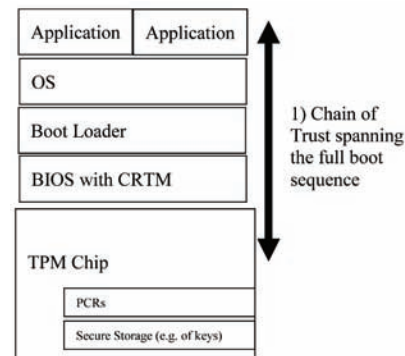 Application Application
OS
Boot Loader
BIOS with CRTM
TPM Chip
PCRs
Secure Storage (e.g. of keys)
1) Chain of
Trust spanning
the full boot
sequence